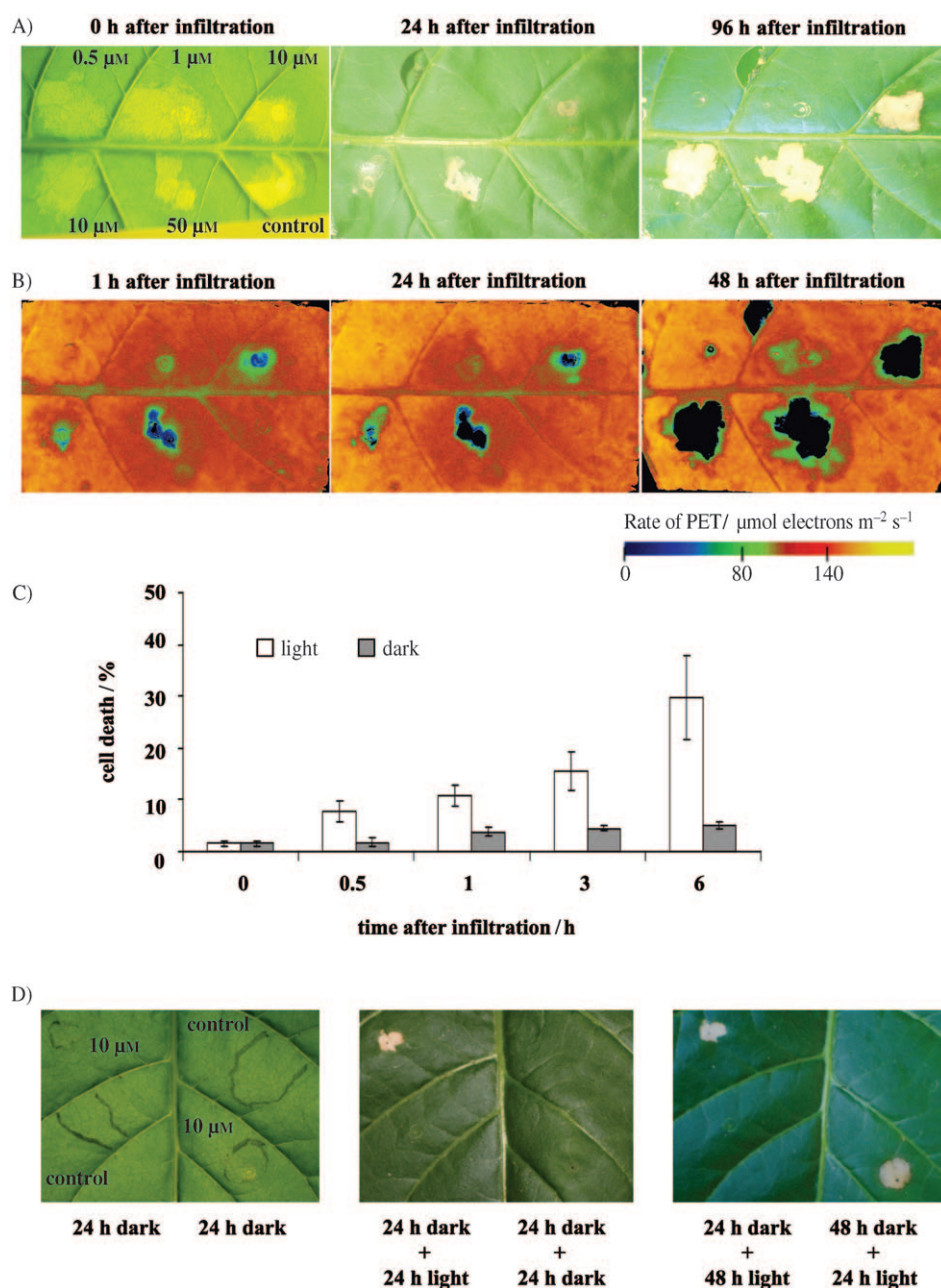 A)
0 h after infiltration 24 h after infiltration 96 h after infiltration
0.5 µM 1 µM 10 µM
10 µM 50 µM control
B)
1 h after infiltration 24 h after infiltration 48 h after infiltration
Rate of PET/ µmol electrons m⁻² s⁻¹
0 80 140
C)
50
40
30
20
10
0
cell death / %
light dark
0 0.5 1 3 6
time after infiltration / h
D)
control
10 µM
10 µM
control
24 h dark 24 h dark 24 h dark 24 h dark 24 h dark 48 h dark
+ + + +
24 h light 24 h dark 48 h light 24 h light